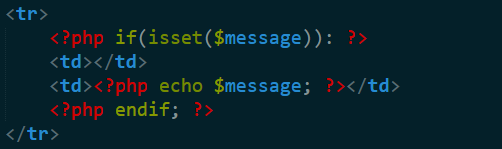 <tr>
<?php if(isset($message)): ?>
<td></td>
<td><?php echo $message; ?></td>
<?php endif; ?>
</tr>